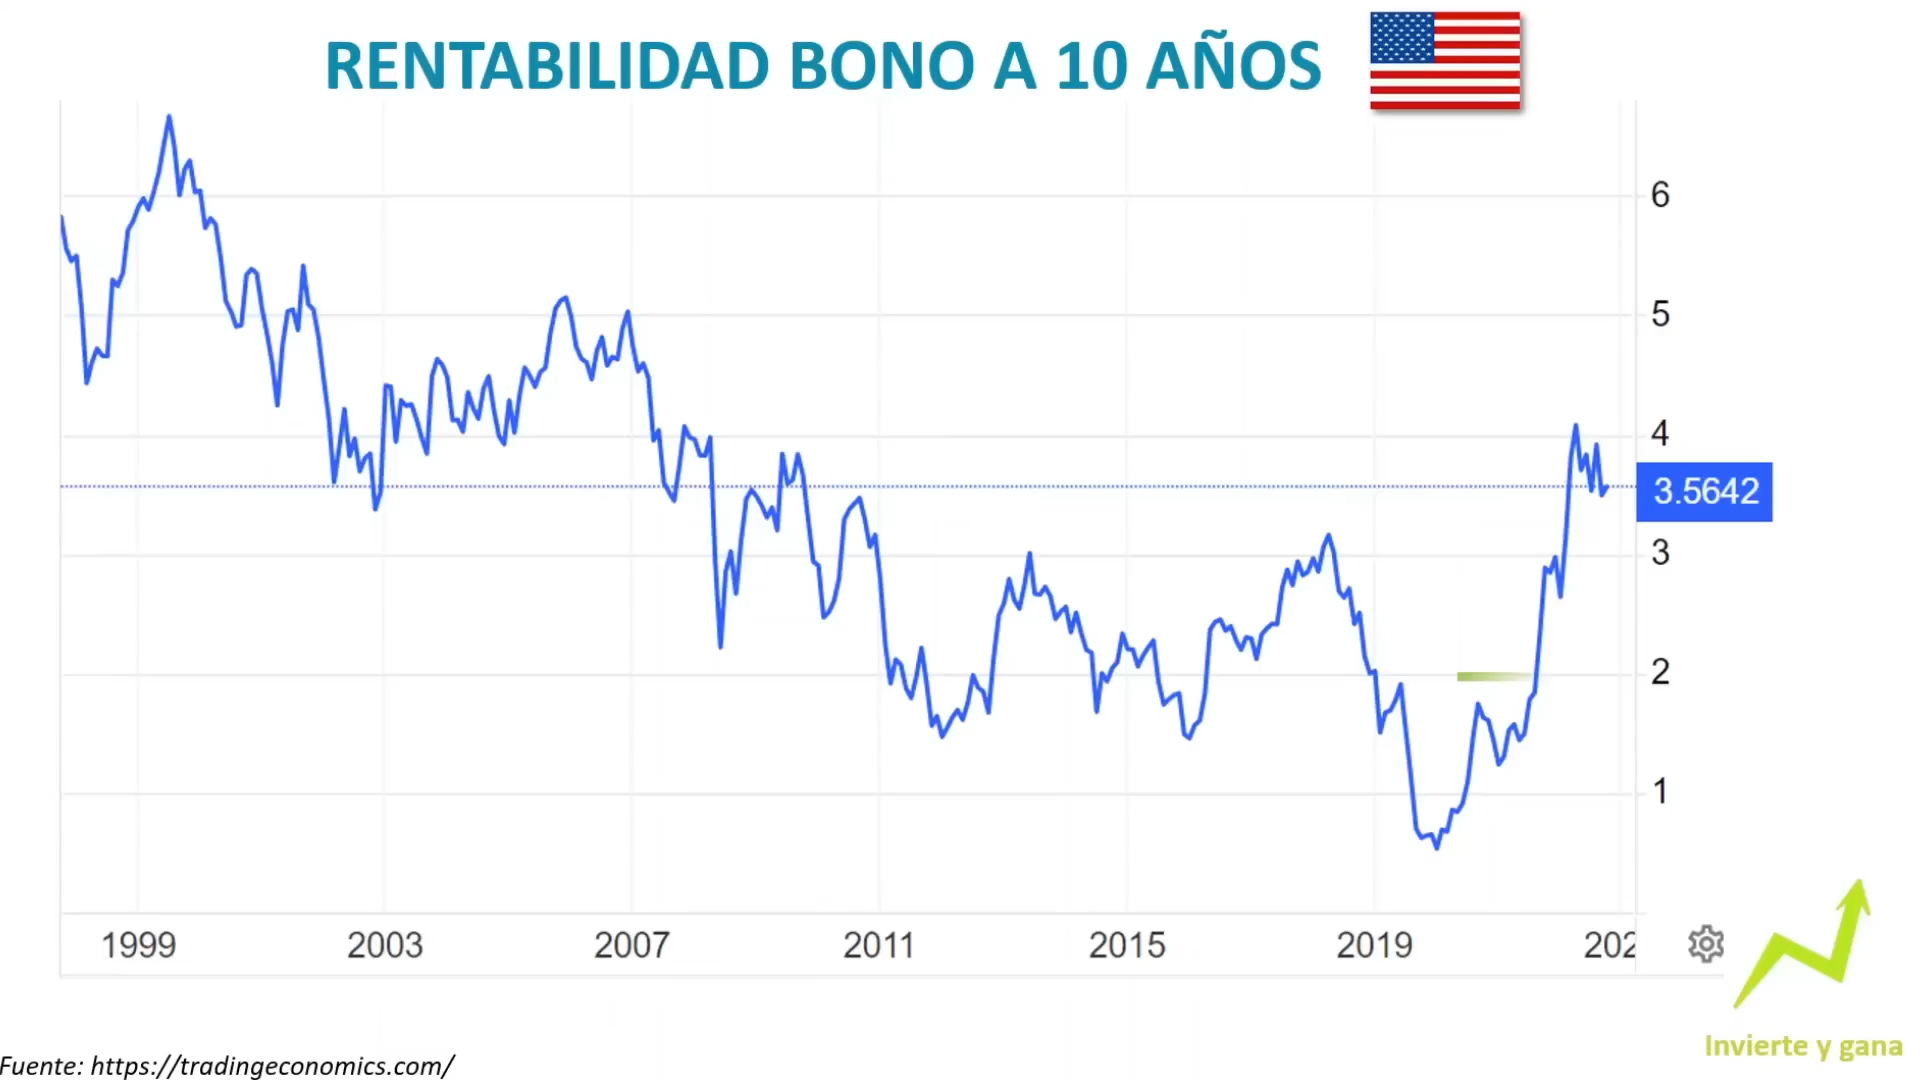 RENTABILIDAD BONO A 10 AÑOS
6
5
4
3.5642
3
2
1
1999 2003 2007 2011 2015 2019 202
Invierte y gana
Fuente: https://tradingeconomics.com/